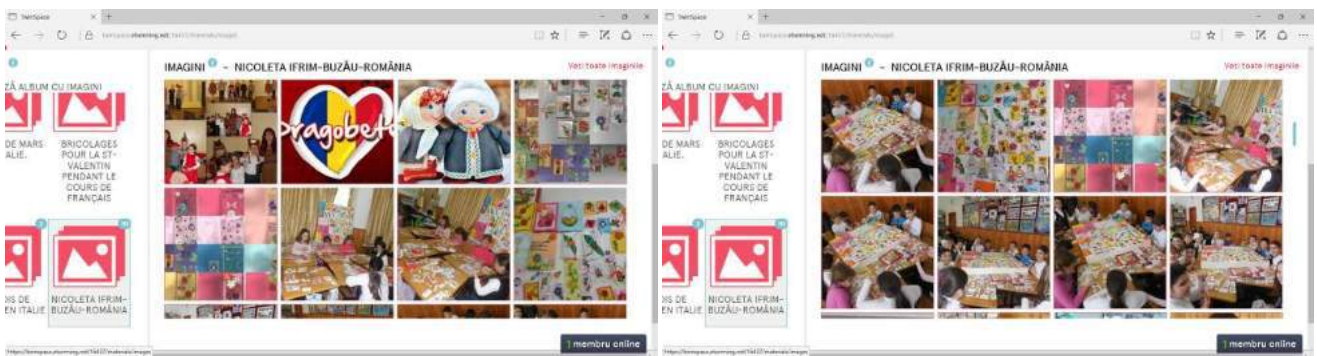 TwinSpace
IMAGINI - NICOLETA IFRIM-BUZĂU-ROMÂNIA
Vezi toate imaginile
ZĂ ALBUM CU IMAGINI
DE MARS
ALIE.
BRICOLAGES
POUR LA ST-
VALENTIN
PENDANT LE
COURS DE
FRANÇAIS
Dragobete
OIS DE
EN ITALIE
NICOLETA IFRIM-
BUZĂU-ROMÂNIA
1 membru online
TwinSpace
IMAGINI - NICOLETA IFRIM-BUZĂU-ROMÂNIA
Vezi toate imaginile
ZĂ ALBUM CU IMAGINI
DE MARS
ALIE.
BRICOLAGES
POUR LA ST-
VALENTIN
PENDANT LE
COURS DE
FRANÇAIS
OIS DE
EN ITALIE
NICOLETA IFRIM-
BUZĂU-ROMÂNIA
1 membru online